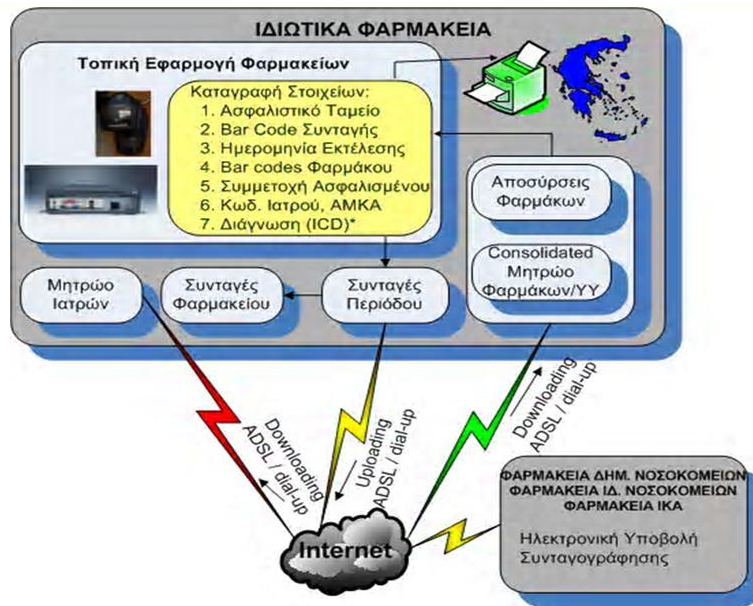 ΙΔΙΩΤΙΚΑ ΦΑΡΜΑΚΕΙΑ
Τοπική Εφαρμογή Φαρμακείων
Καταγραφή Στοιχείων:
1. Ασφαλιστικό Ταμείο
2. Bar Code Συνταγής
3. Ημερομηνία Εκτέλεσης
4. Bar codes Φαρμάκου
5. Συμμετοχή Ασφαλισμένου
6. Κωδ. Ιατρού, ΑΜΚΑ
7. Διάγνωση (ICD)*
Αποσύρσεις
Φαρμάκων
Consolidated
Μητρώο
Φαρμάκων/ΥΥ
Μητρώο
Ιατρών
Συνταγές
Φαρμακείου
Συνταγές
Περιόδου
Downloading
ADSL / dial-up
Uploading
ADSL / dial-up
Downloading
ADSL / dial-up
Internet
ΦΑΡΜΑΚΕΙΑ ΔΗΜ. ΝΟΣΟΚΟΜΕΙΩΝ
ΦΑΡΜΑΚΕΙΑ ΙΔ. ΝΟΣΟΚΟΜΕΙΩΝ
ΦΑΡΜΑΚΕΙΑ ΙΚΑ
Ηλεκτρονική Υποβολή
Συνταγογράφησης